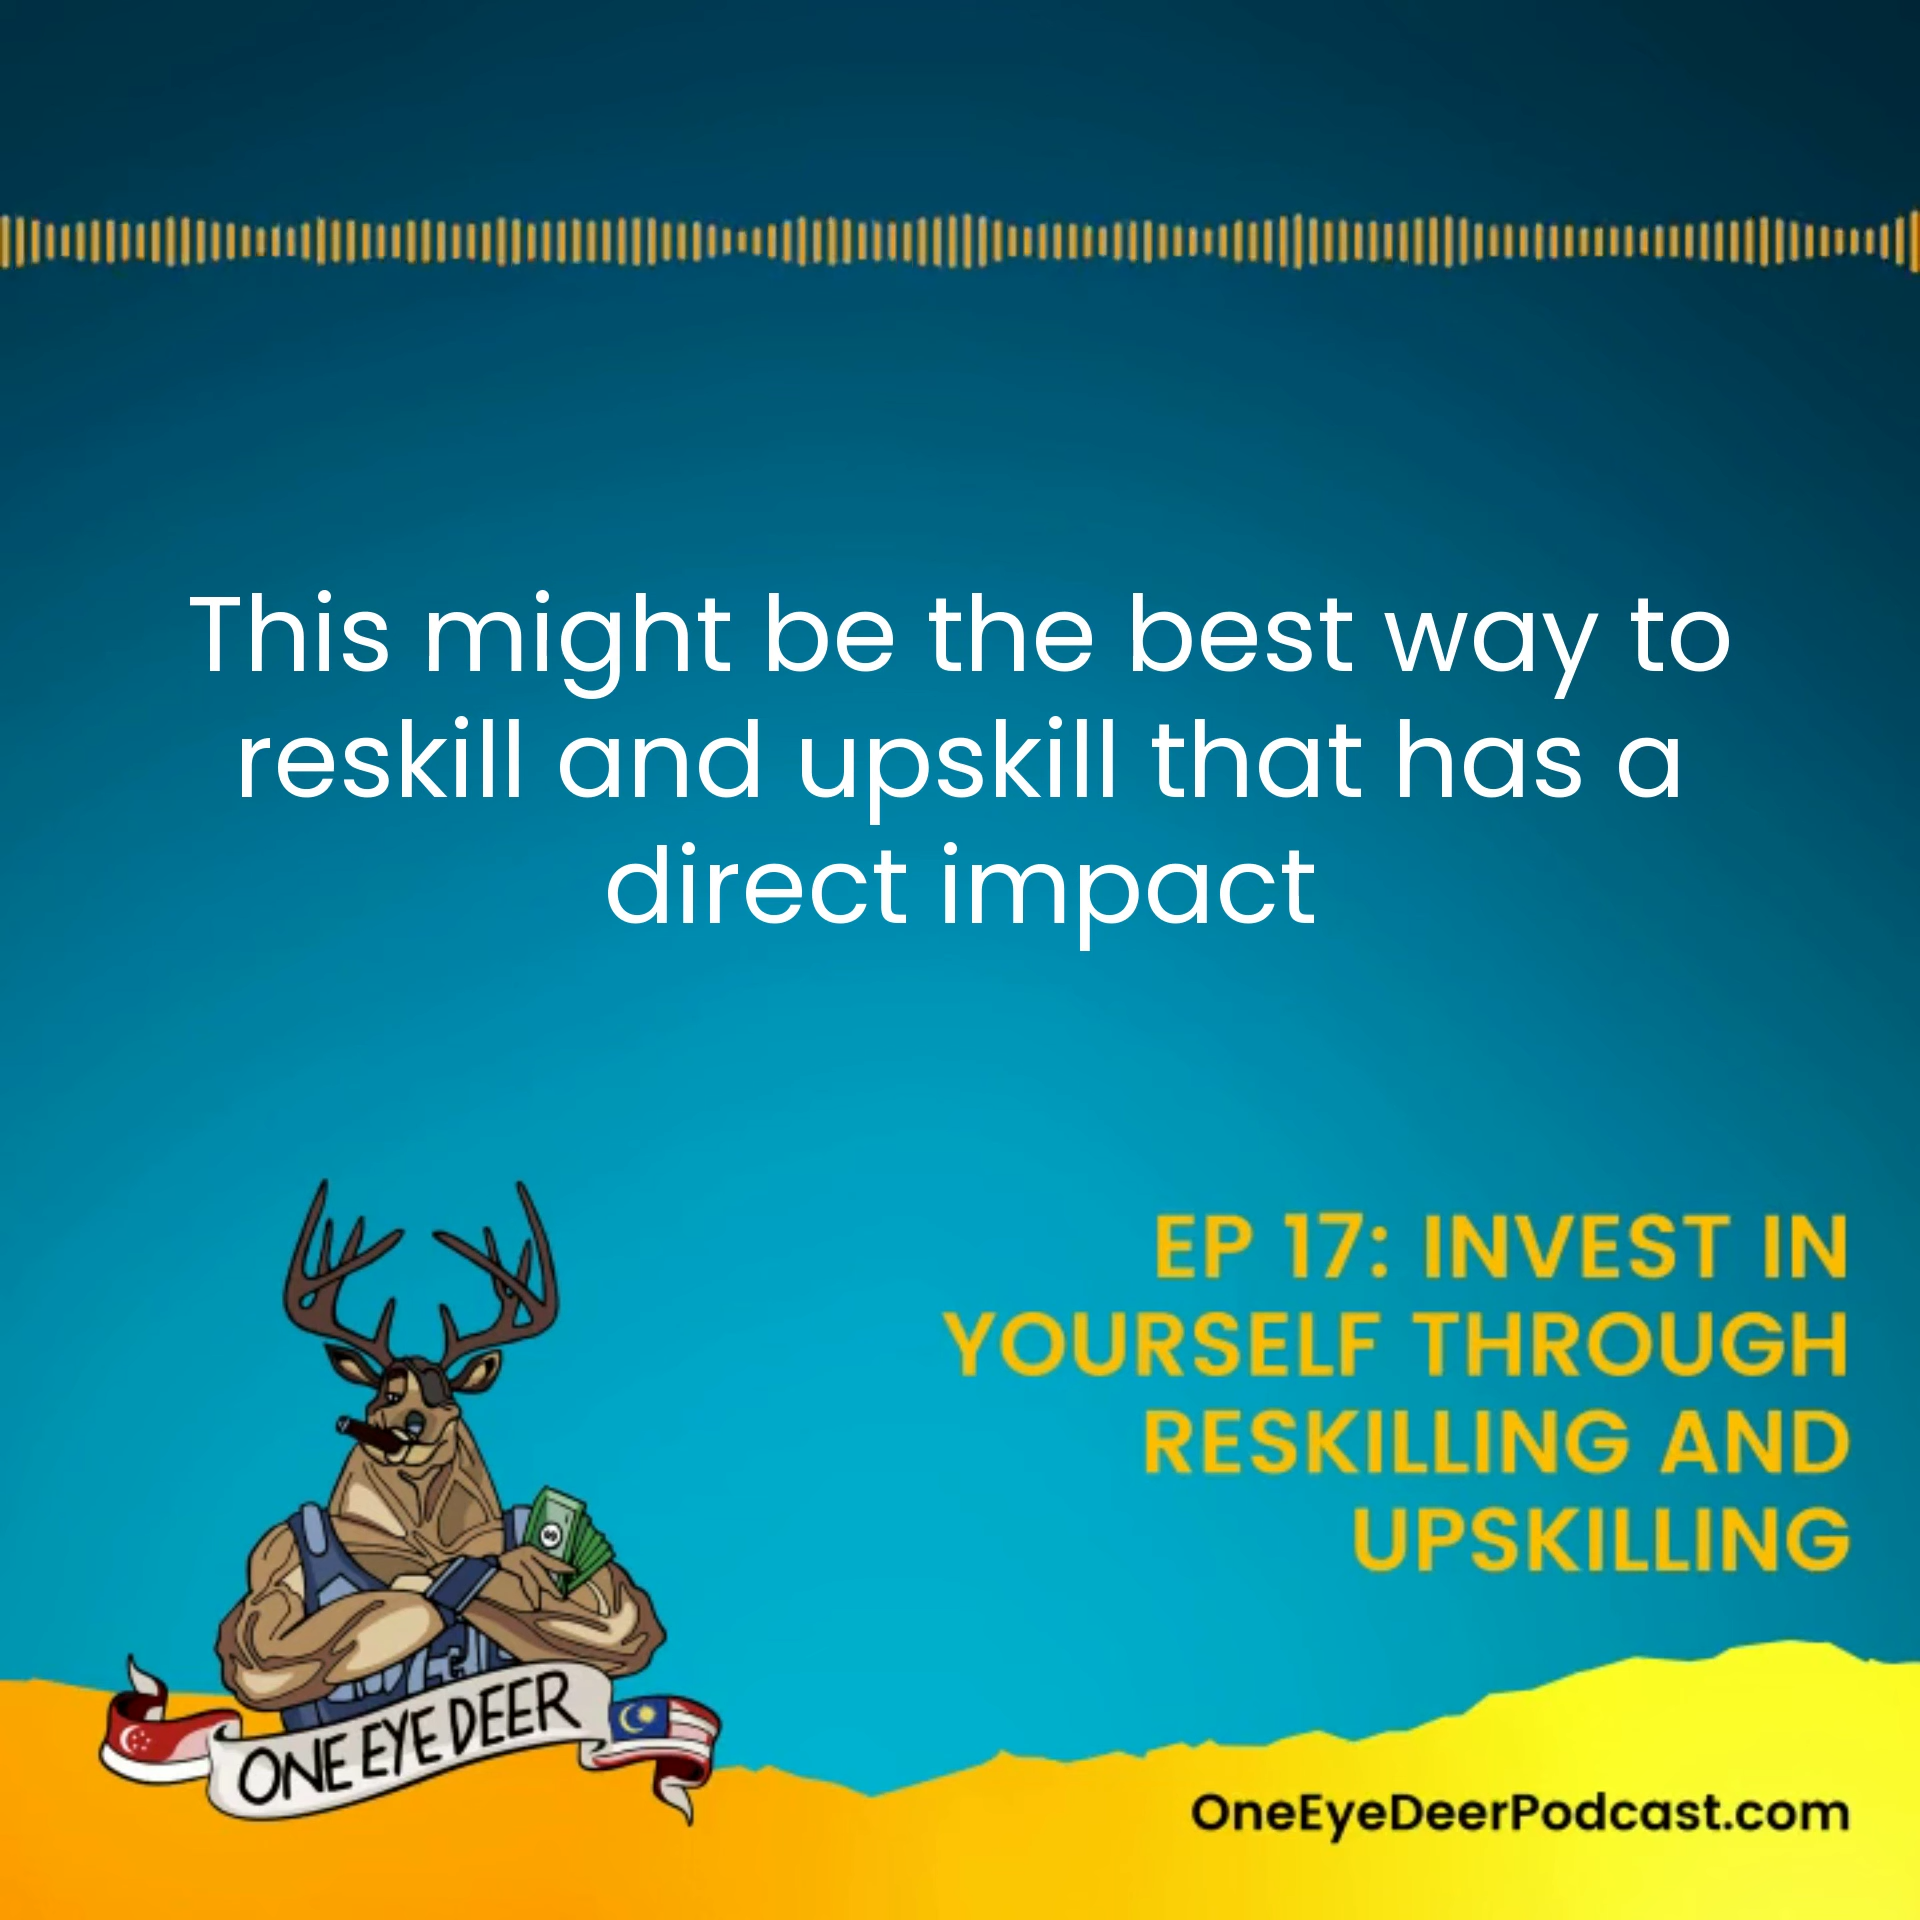 This might be the best way to
reskill and upskill that has a
direct impact
EP 17: INVEST IN
YOURSELF THROUGH
RESKILLING AND
UPSKILLING
ONE EYE DEER
OneEyeDeerPodcast.com